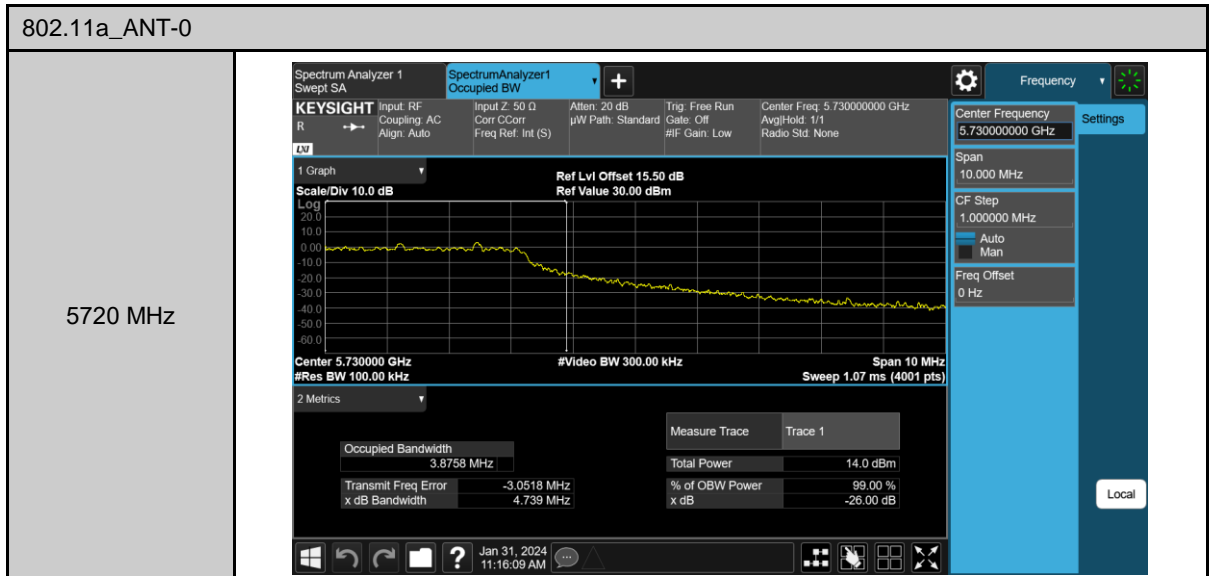 802.11a_ANT-0
5720 MHz
Spectrum Analyzer 1
Swept SA
SpectrumAnalyzer1
Occupied BW
Frequency
KEYSIGHT
R
LXI
Input: RF
Coupling: AC
Align: Auto
Input Z: 50 Ω
Corr CCorr
Freq Ref: Int (S)
Atten: 20 dB
µW Path: Standard
Trig: Free Run
Gate: Off
#IF Gain: Low
Center Freq: 5.730000000 GHz
Avg|Hold: 1/1
Radio Std: None
1 Graph
Scale/Div 10.0 dB
Ref Lvl Offset 15.50 dB
Ref Value 30.00 dBm
Log
20.0
10.0
0.00
-10.0
-20.0
-30.0
-40.0
-50.0
-60.0
Center 5.730000 GHz
#Res BW 100.00 kHz
#Video BW 300.00 kHz
Span 10 MHz
Sweep 1.07 ms (4001 pts)
2 Metrics
Measure Trace Trace 1
Occupied Bandwidth
3.8758 MHz
Total Power 14.0 dBm
Transmit Freq Error -3.0518 MHz
% of OBW Power 99.00 %
x dB Bandwidth 4.739 MHz
x dB -26.00 dB
Jan 31, 2024
11:16:09 AM
Center Frequency
5.730000000 GHz
Settings
Span
10.000 MHz
CF Step
1.000000 MHz
Auto
Man
Freq Offset
0 Hz
Local